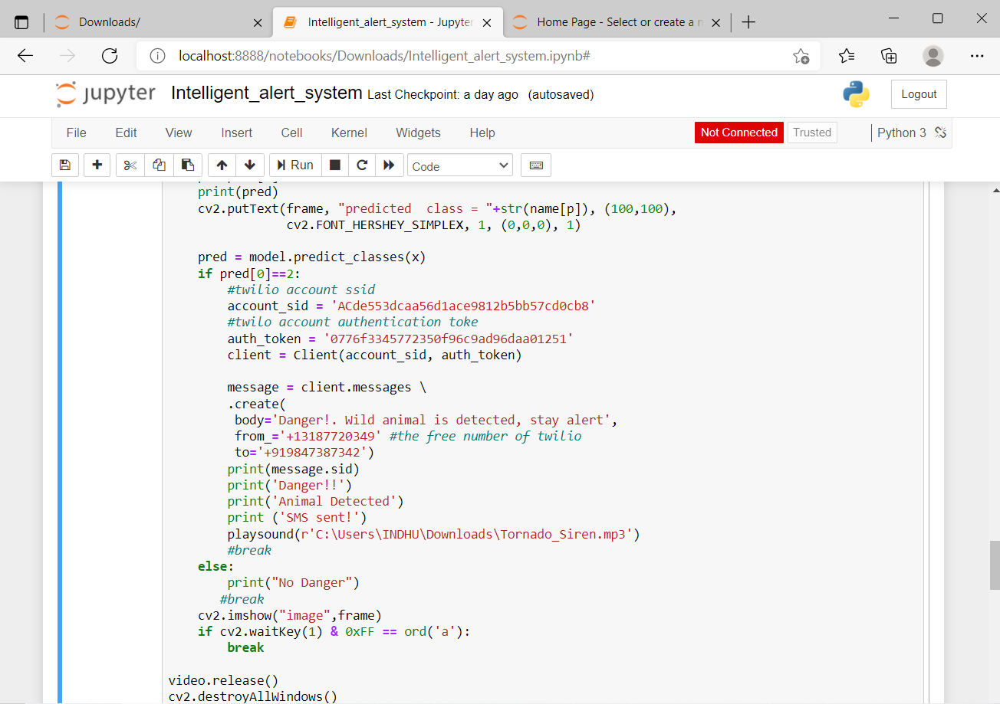 Downloads/
Intelligent_alert_system - Jupyter
Home Page - Select or create a n
localhost:8888/notebooks/Downloads/Intelligent_alert_system.ipynb#
jupyter Intelligent_alert_system Last Checkpoint: a day ago (autosaved)
Logout
File Edit View Insert Cell Kernel Widgets Help
Not Connected Trusted Python 3
Run Code
print(pred)
cv2.putText(frame, "predicted  class = "+str(name[p]), (100,100),
cv2.FONT_HERSHEY_SIMPLEX, 1, (0,0,0), 1)
pred = model.predict_classes(x)
if pred[0]==2:
#twilio account ssid
account_sid = 'ACde553dcaa56d1ace9812b5bb57cd0cb8'
#twilo account authentication toke
auth_token = '0776f3345772350f96c9ad96daa01251'
client = Client(account_sid, auth_token)
message = client.messages \
.create(
body='Danger!. Wild animal is detected, stay alert',
from_='+13187720349' #the free number of twilio
to='+919847387342')
print(message.sid)
print('Danger!!')
print('Animal Detected')
print ('SMS sent!')
playsound(r'C:\Users\INDHU\Downloads\Tornado_Siren.mp3')
#break
else:
print("No Danger")
#break
cv2.imshow("image",frame)
if cv2.waitKey(1) & 0xFF == ord('a'):
break
video.release()
cv2.destroyAllWindows()